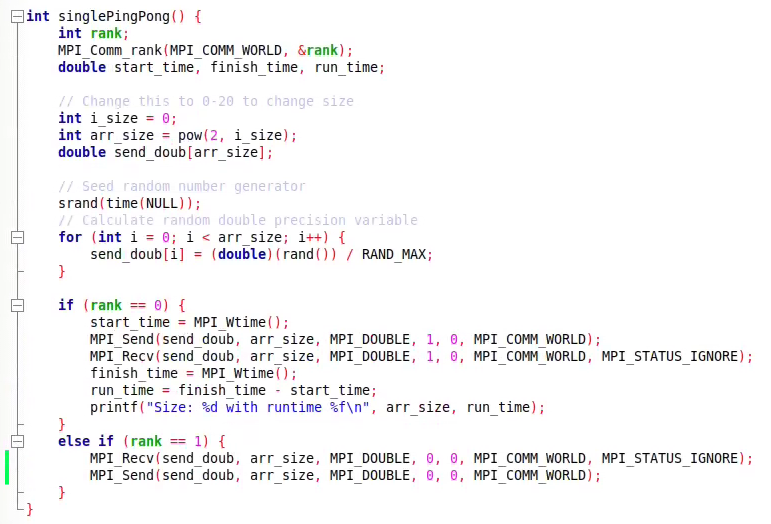 int singlePingPong() {
    int rank;
    MPI_Comm_rank(MPI_COMM_WORLD, &rank);
    double start_time, finish_time, run_time;

    // Change this to 0-20 to change size
    int i_size = 0;
    int arr_size = pow(2, i_size);
    double send_doub[arr_size];

    // Seed random number generator
    srand(time(NULL));
    // Calculate random double precision variable
    for (int i = 0; i < arr_size; i++) {
        send_doub[i] = (double)(rand()) / RAND_MAX;
    }

    if (rank == 0) {
        start_time = MPI_Wtime();
        MPI_Send(send_doub, arr_size, MPI_DOUBLE, 1, 0, MPI_COMM_WORLD);
        MPI_Recv(send_doub, arr_size, MPI_DOUBLE, 1, 0, MPI_COMM_WORLD, MPI_STATUS_IGNORE);
        finish_time = MPI_Wtime();
        run_time = finish_time - start_time;
        printf("Size: %d with runtime %f\n", arr_size, run_time);
    }
    else if (rank == 1) {
        MPI_Recv(send_doub, arr_size, MPI_DOUBLE, 0, 0, MPI_COMM_WORLD, MPI_STATUS_IGNORE);
        MPI_Send(send_doub, arr_size, MPI_DOUBLE, 0, 0, MPI_COMM_WORLD);
    }
}